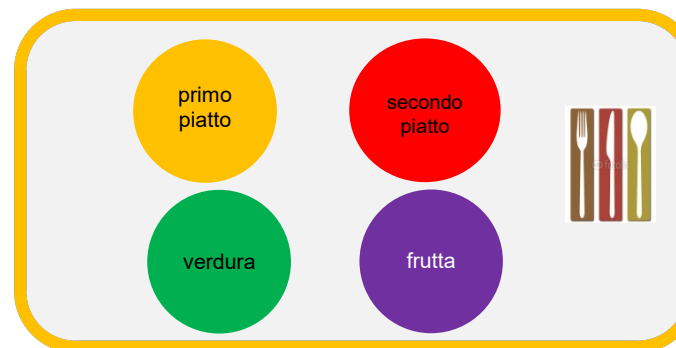 primo
piatto
secondo
piatto
verdura
frutta